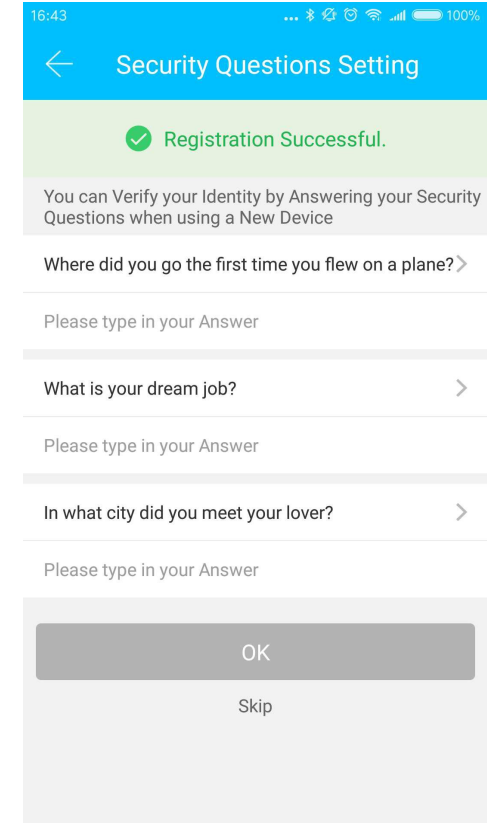 16:43
... 100%
Security Questions Setting
Registration Successful.
You can Verify your Identity by Answering your Security
Questions when using a New Device
Where did you go the first time you flew on a plane?
Please type in your Answer
What is your dream job?
Please type in your Answer
In what city did you meet your lover?
Please type in your Answer
OK
Skip